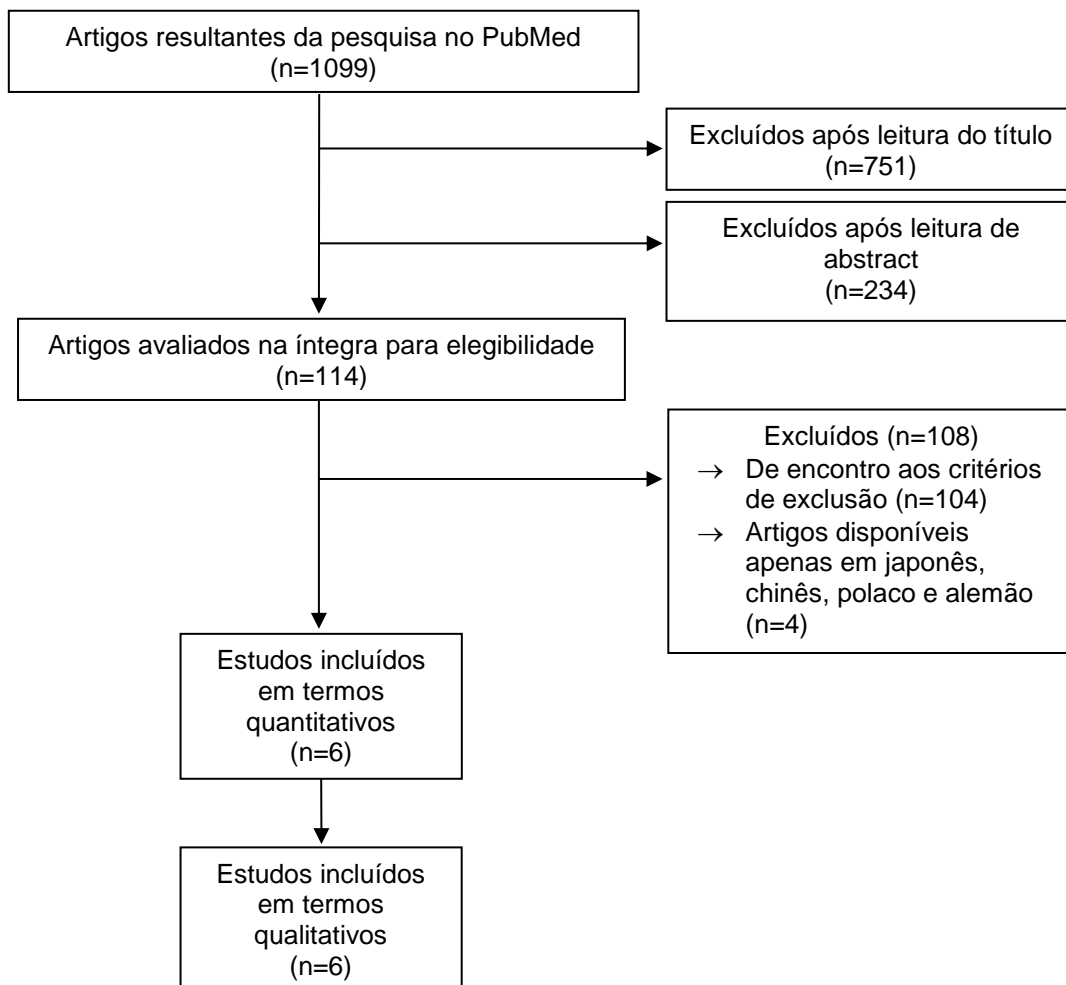 Artigos resultantes da pesquisa no PubMed
(n=1099)
Excluídos após leitura do título
(n=751)
Excluídos após leitura de
abstract
(n=234)
Artigos avaliados na íntegra para elegibilidade
(n=114)
Excluídos (n=108)
→ De encontro aos critérios
de exclusão (n=104)
→ Artigos disponíveis
apenas em japonês,
chinês, polaco e alemão
(n=4)
Estudos incluídos
em termos
quantitativos
(n=6)
Estudos incluídos
em termos
qualitativos
(n=6)